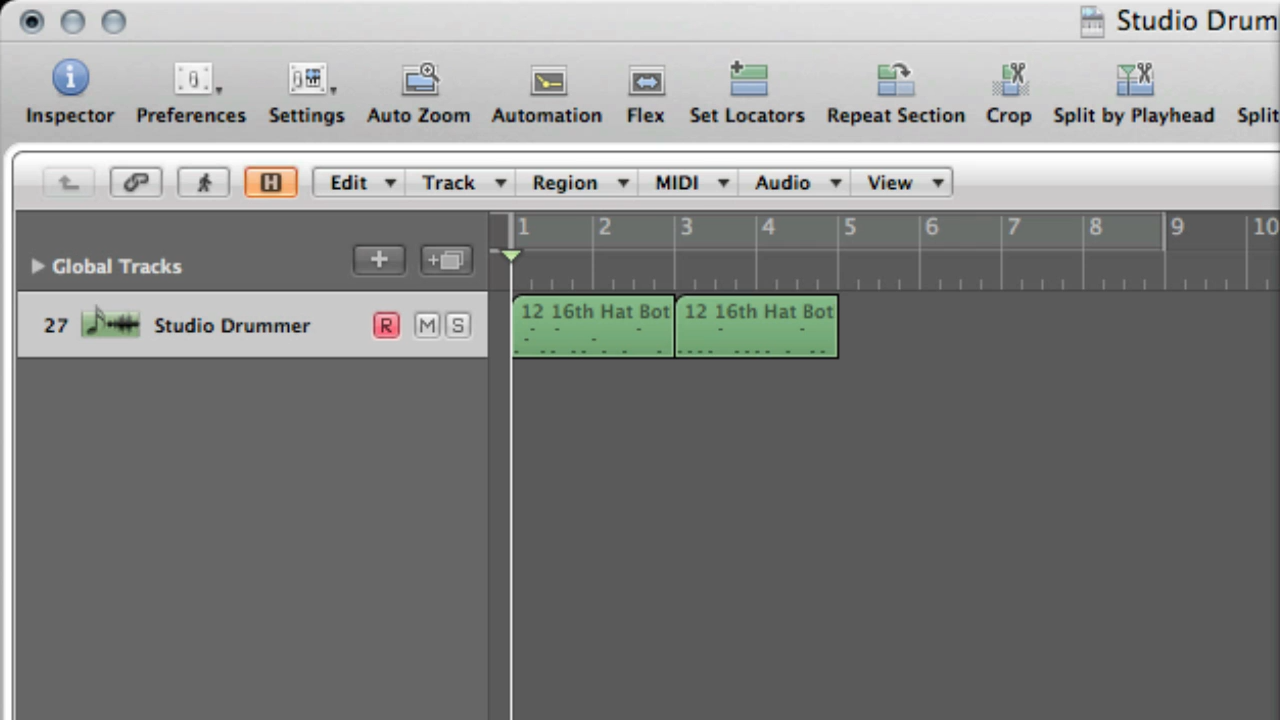 Studio Drum
Inspector Preferences Settings Auto Zoom Automation Flex Set Locators Repeat Section Crop Split by Playhead Split
H Edit Track Region MIDI Audio View
1 2 3 4 5 6 7 8 9 10
Global Tracks
27 Studio Drummer R M S
12 16th Hat Bot 12 16th Hat Bot